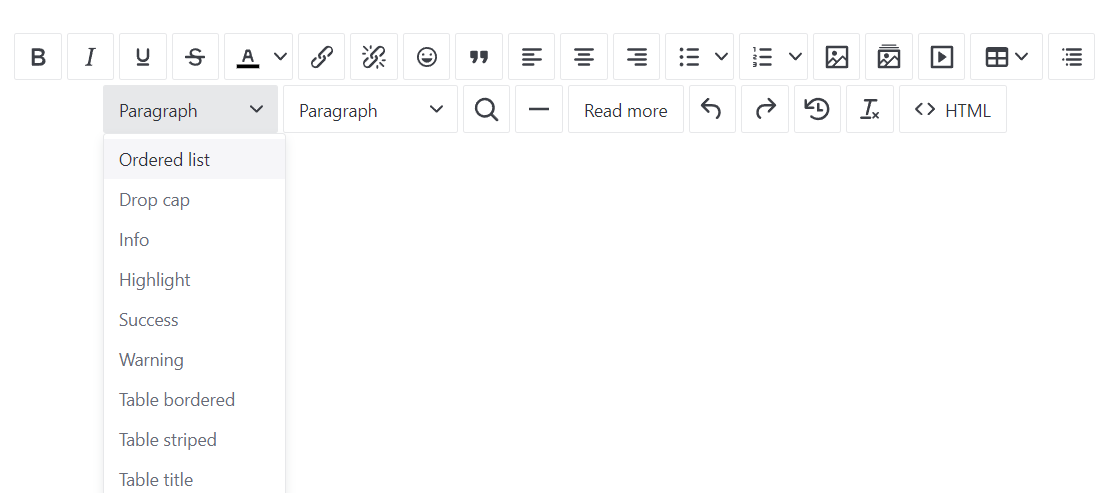 B I U S A
Paragraph Paragraph Read more HTML
Ordered list
Drop cap
Info
Highlight
Success
Warning
Table bordered
Table striped
Table title